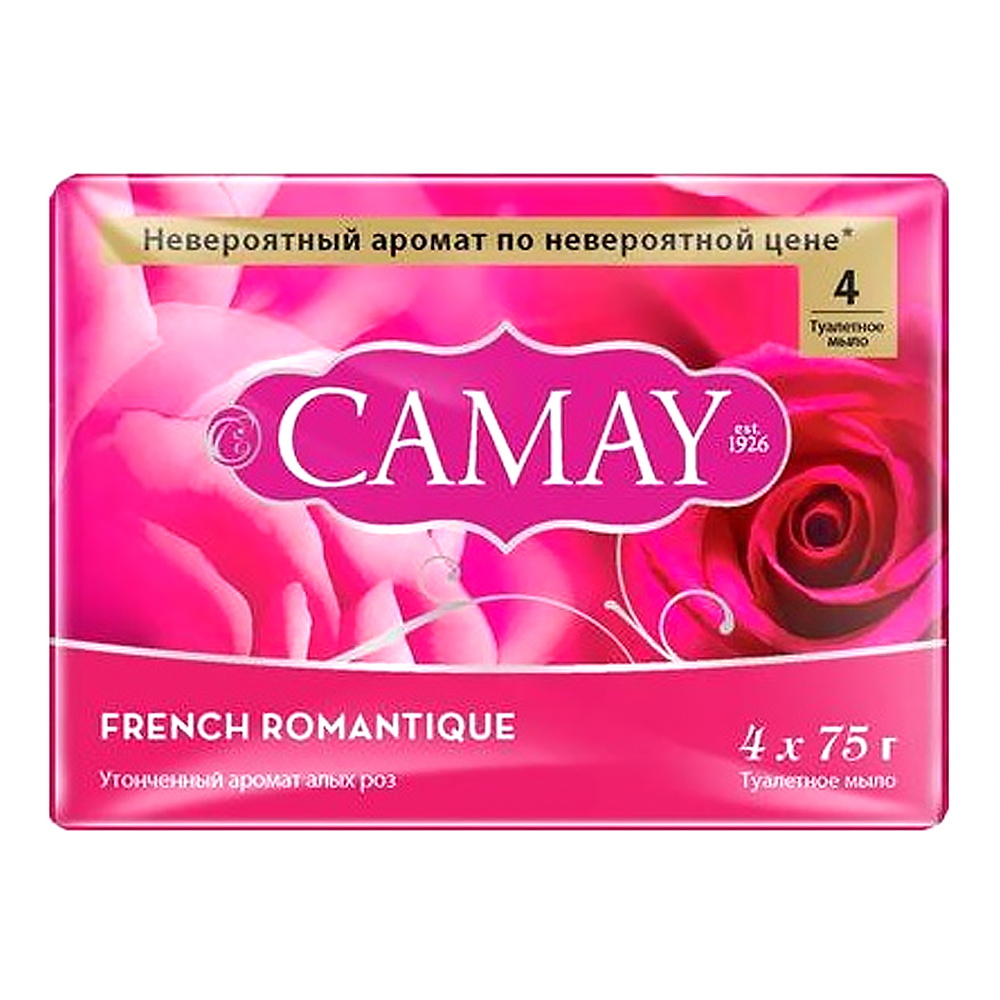 Невероятный аромат по невероятной цене*
4
Туалетное
мыло
CAMAY
est.
1926
FRENCH ROMANTIQUE
Утонченный аромат алых роз
4 x 75 г
Туалетное мыло